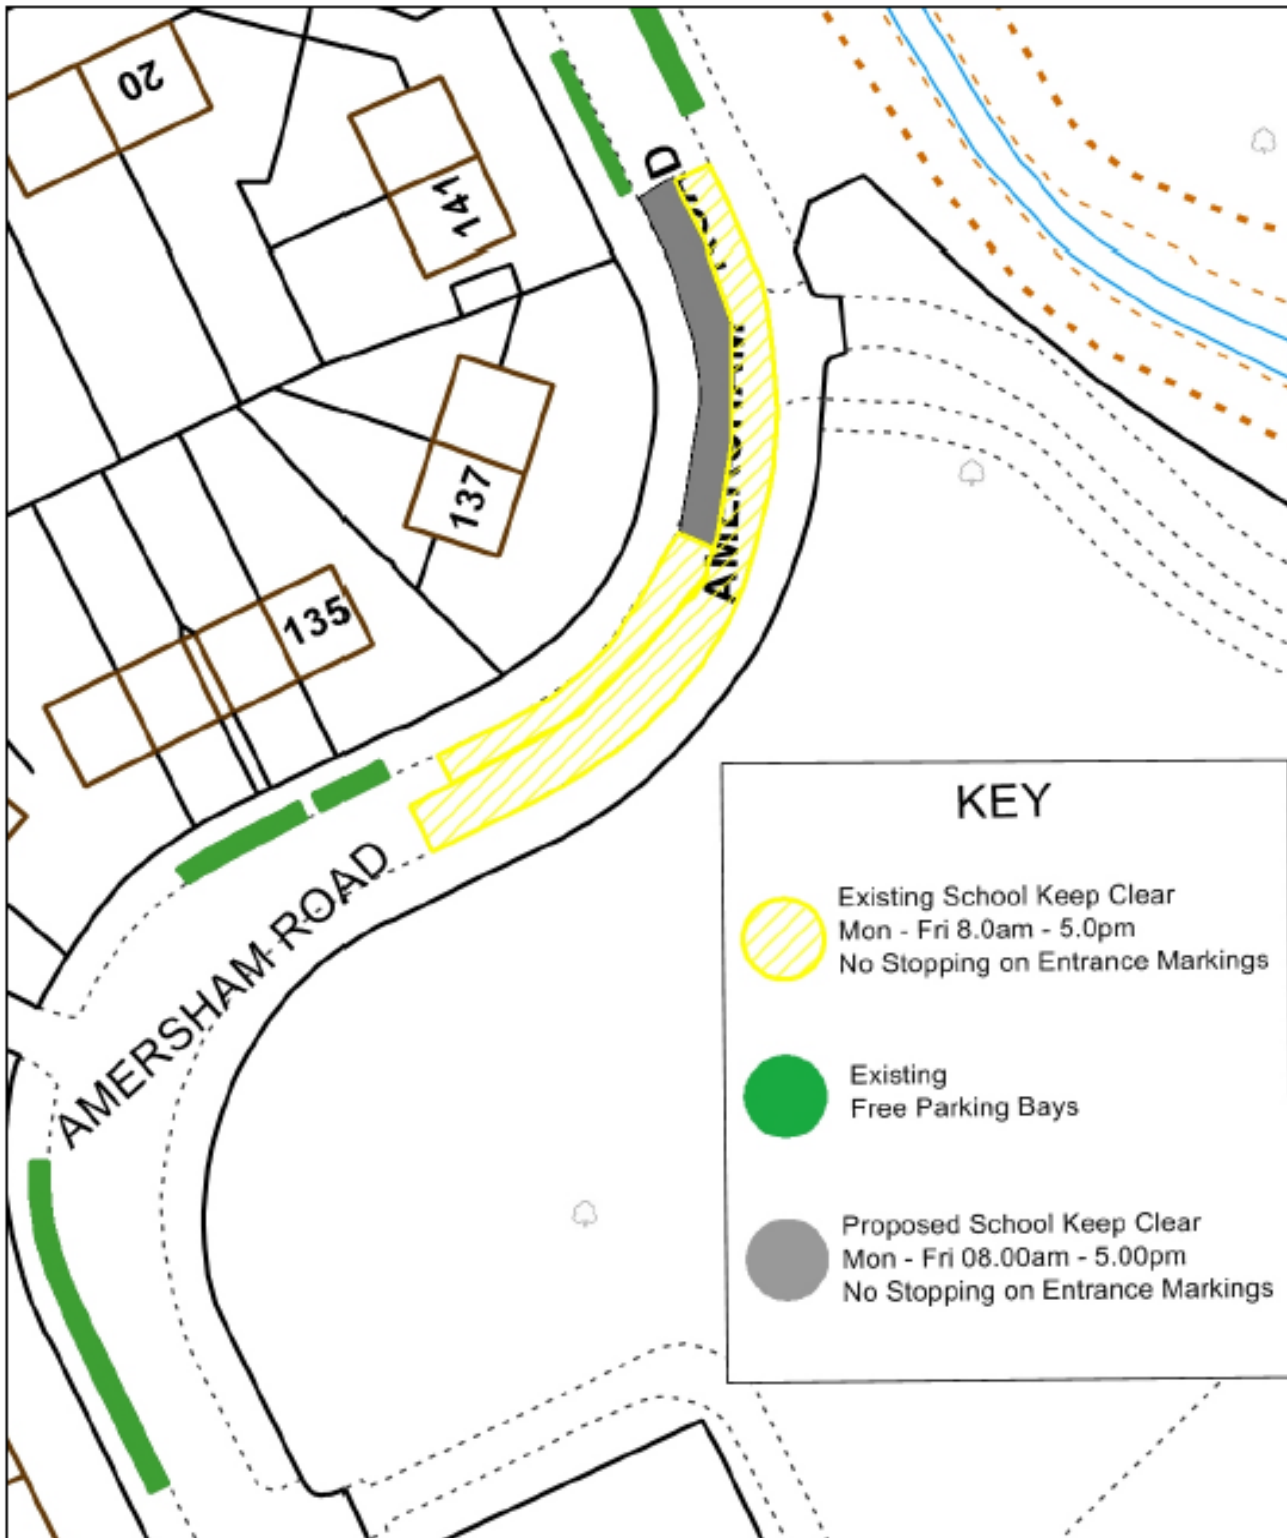 20
141
137
135
AMERSHAM ROAD
KEY
Existing School Keep Clear
Mon - Fri 8.0am - 5.0pm
No Stopping on Entrance Markings
Existing
Free Parking Bays
Proposed School Keep Clear
Mon - Fri 08.00am - 5.00pm
No Stopping on Entrance Markings